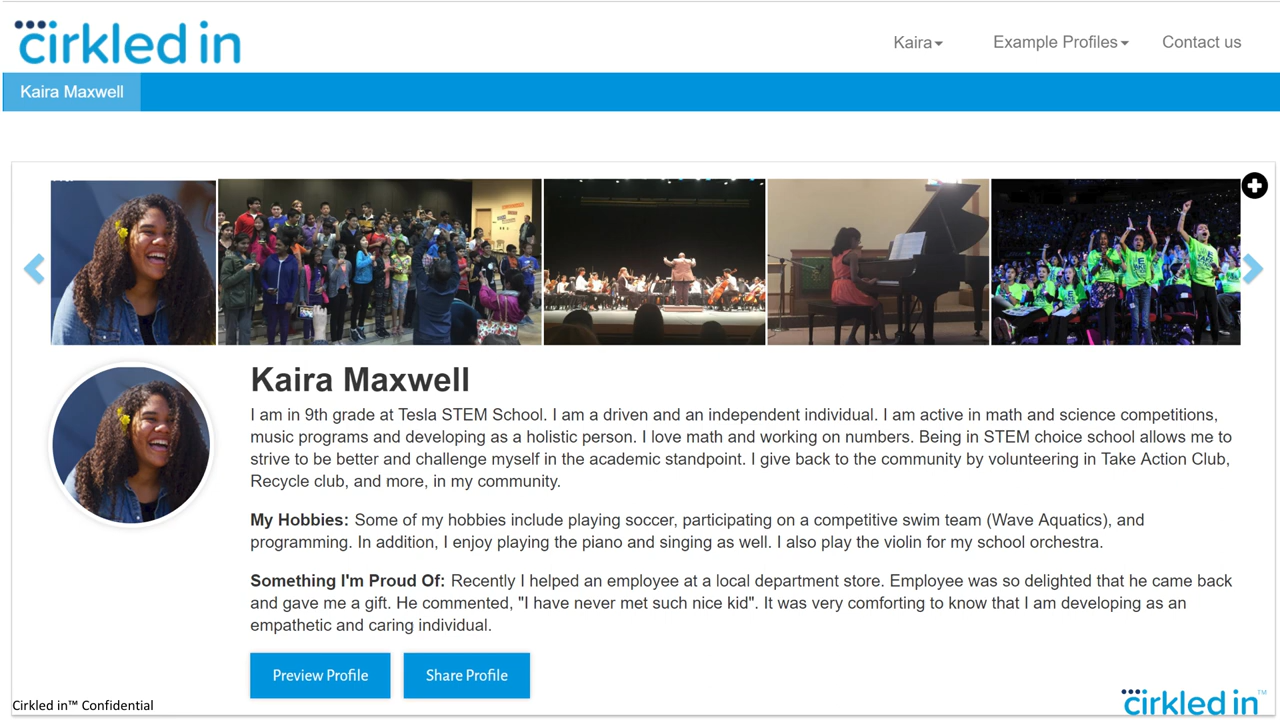 cirkled in
Kaira
Example Profiles
Contact us
Kaira Maxwell
Kaira Maxwell
I am in 9th grade at Tesla STEM School. I am a driven and an independent individual. I am active in math and science competitions,
music programs and developing as a holistic person. I love math and working on numbers. Being in STEM choice school allows me to
strive to be better and challenge myself in the academic standpoint. I give back to the community by volunteering in Take Action Club,
Recycle club, and more, in my community.
My Hobbies: Some of my hobbies include playing soccer, participating on a competitive swim team (Wave Aquatics), and
programming. In addition, I enjoy playing the piano and singing as well. I also play the violin for my school orchestra.
Something I'm Proud Of: Recently I helped an employee at a local department store. Employee was so delighted that he came back
and gave me a gift. He commented, "I have never met such nice kid". It was very comforting to know that I am developing as an
empathetic and caring individual.
Preview Profile
Share Profile
Cirkled in™ Confidential
cirkled in™